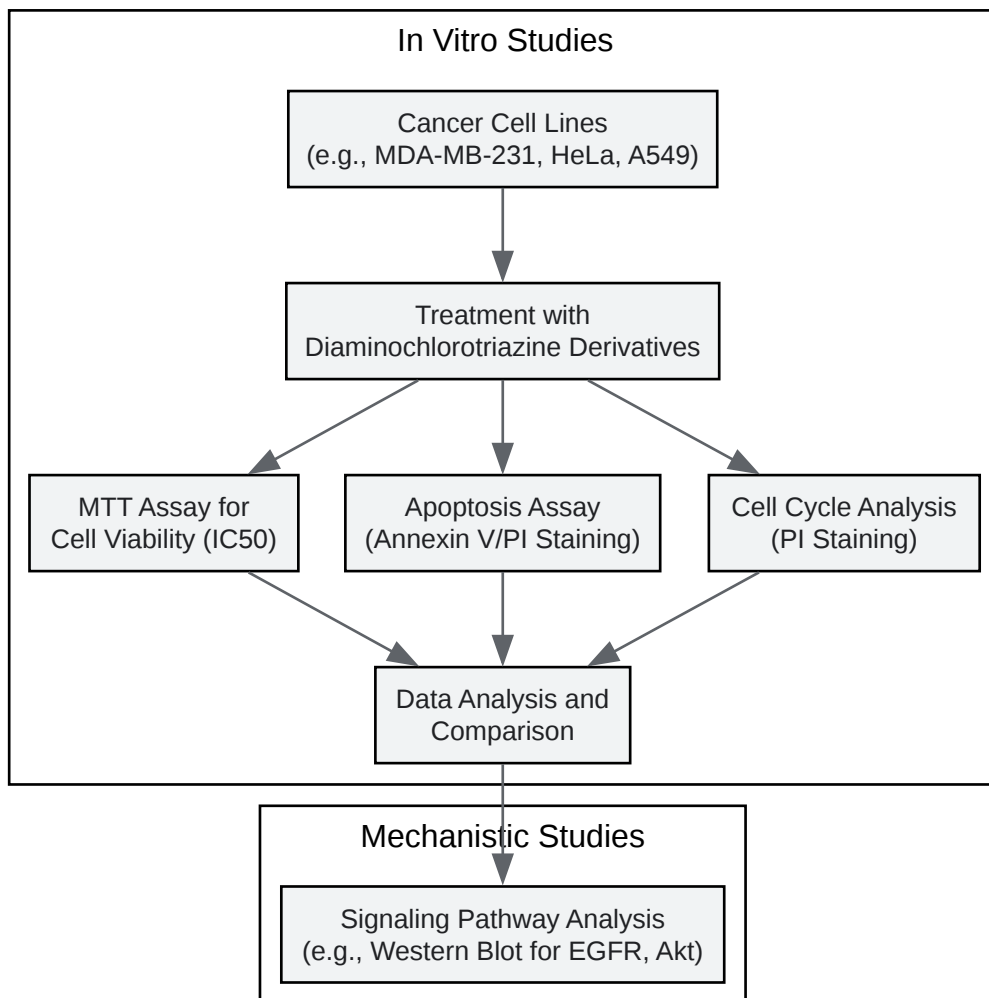 In Vitro Studies
Cancer Cell Lines
(e.g., MDA-MB-231, HeLa, A549)
Treatment with
Diaminochlorotriazine Derivatives
MTT Assay for
Cell Viability (IC50)
Apoptosis Assay
(Annexin V/PI Staining)
Cell Cycle Analysis
(PI Staining)
Data Analysis and
Comparison
Mechanistic Studies
Signaling Pathway Analysis
(e.g., Western Blot for EGFR, Akt)